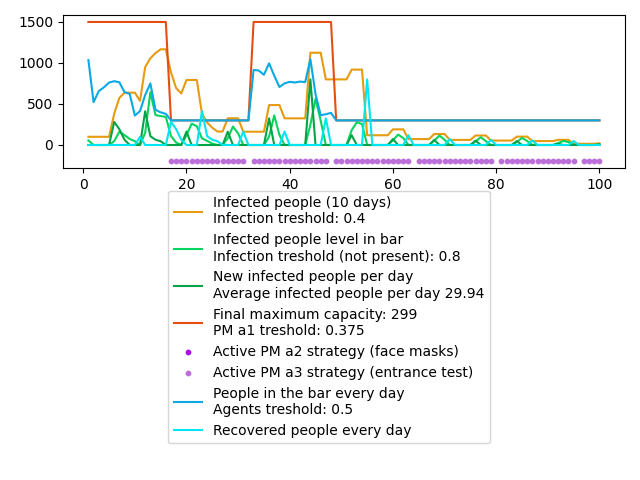 1500
1000
500
0
0 20 40 60 80 100
Infected people (10 days)
Infection treshold: 0.4
Infected people level in bar
Infection treshold (not present): 0.8
New infected people per day
Average infected people per day 29.94
Final maximum capacity: 299
PM a1 treshold: 0.375
Active PM a2 strategy (face masks)
Active PM a3 strategy (entrance test)
People in the bar every day
Agents treshold: 0.5
Recovered people every day